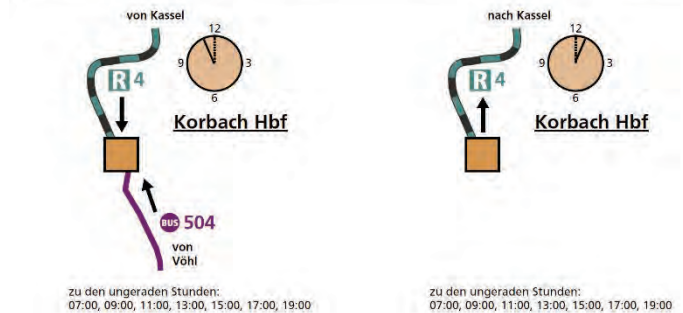 von Kassel
12
9
3
6
R 4
Korbach Hbf
BUS 504
von
Vöhl
zu den ungeraden Stunden:
07:00, 09:00, 11:00, 13:00, 15:00, 17:00, 19:00
nach Kassel
12
9
3
6
R 4
Korbach Hbf
zu den ungeraden Stunden:
07:00, 09:00, 11:00, 13:00, 15:00, 17:00, 19:00